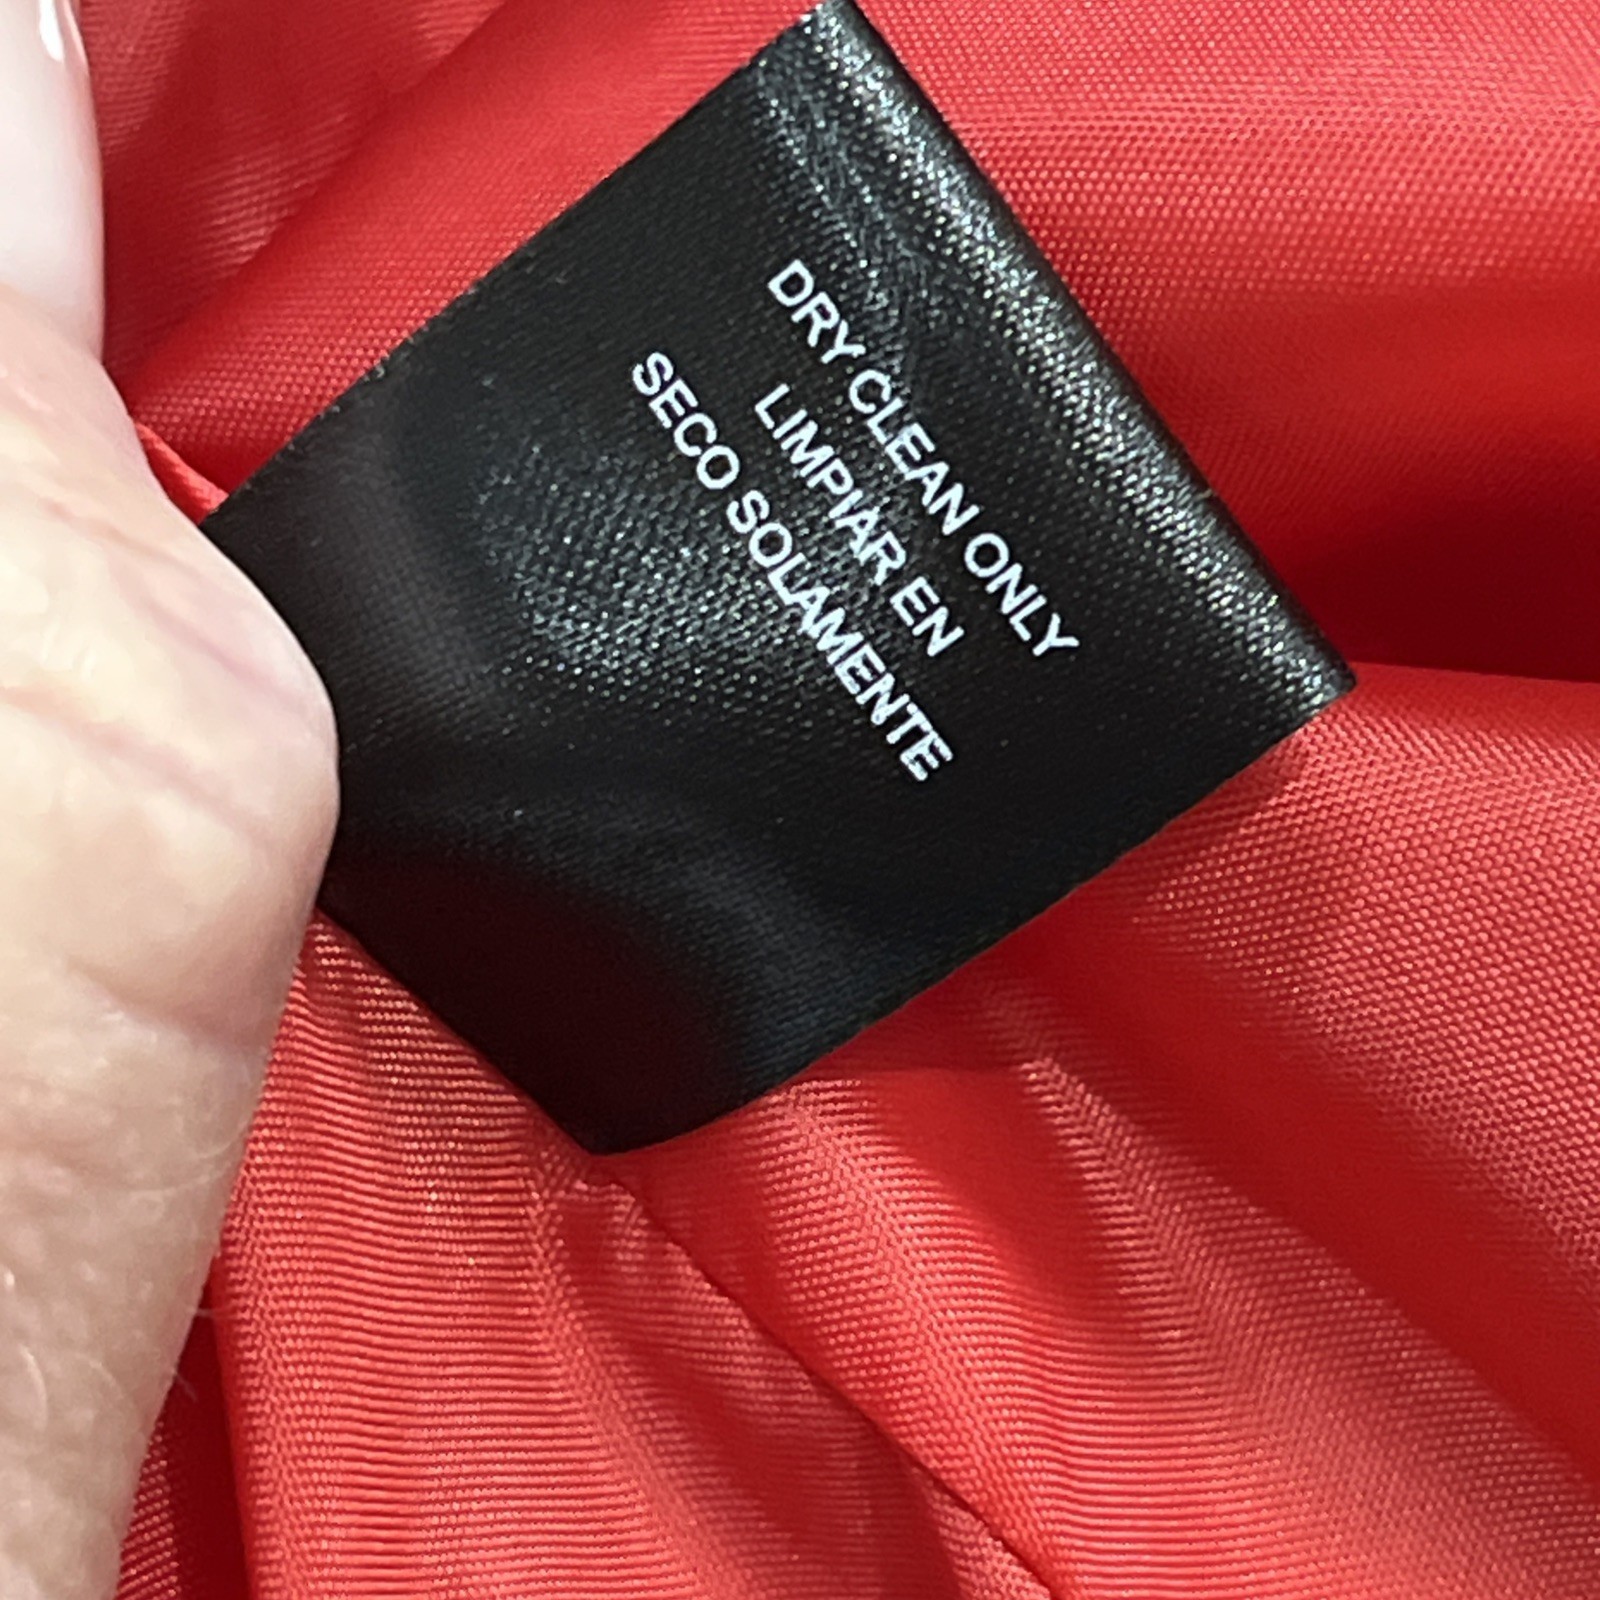 DRY CLEAN ONLY
LIMPIAR EN
SECO SOLAMENTE